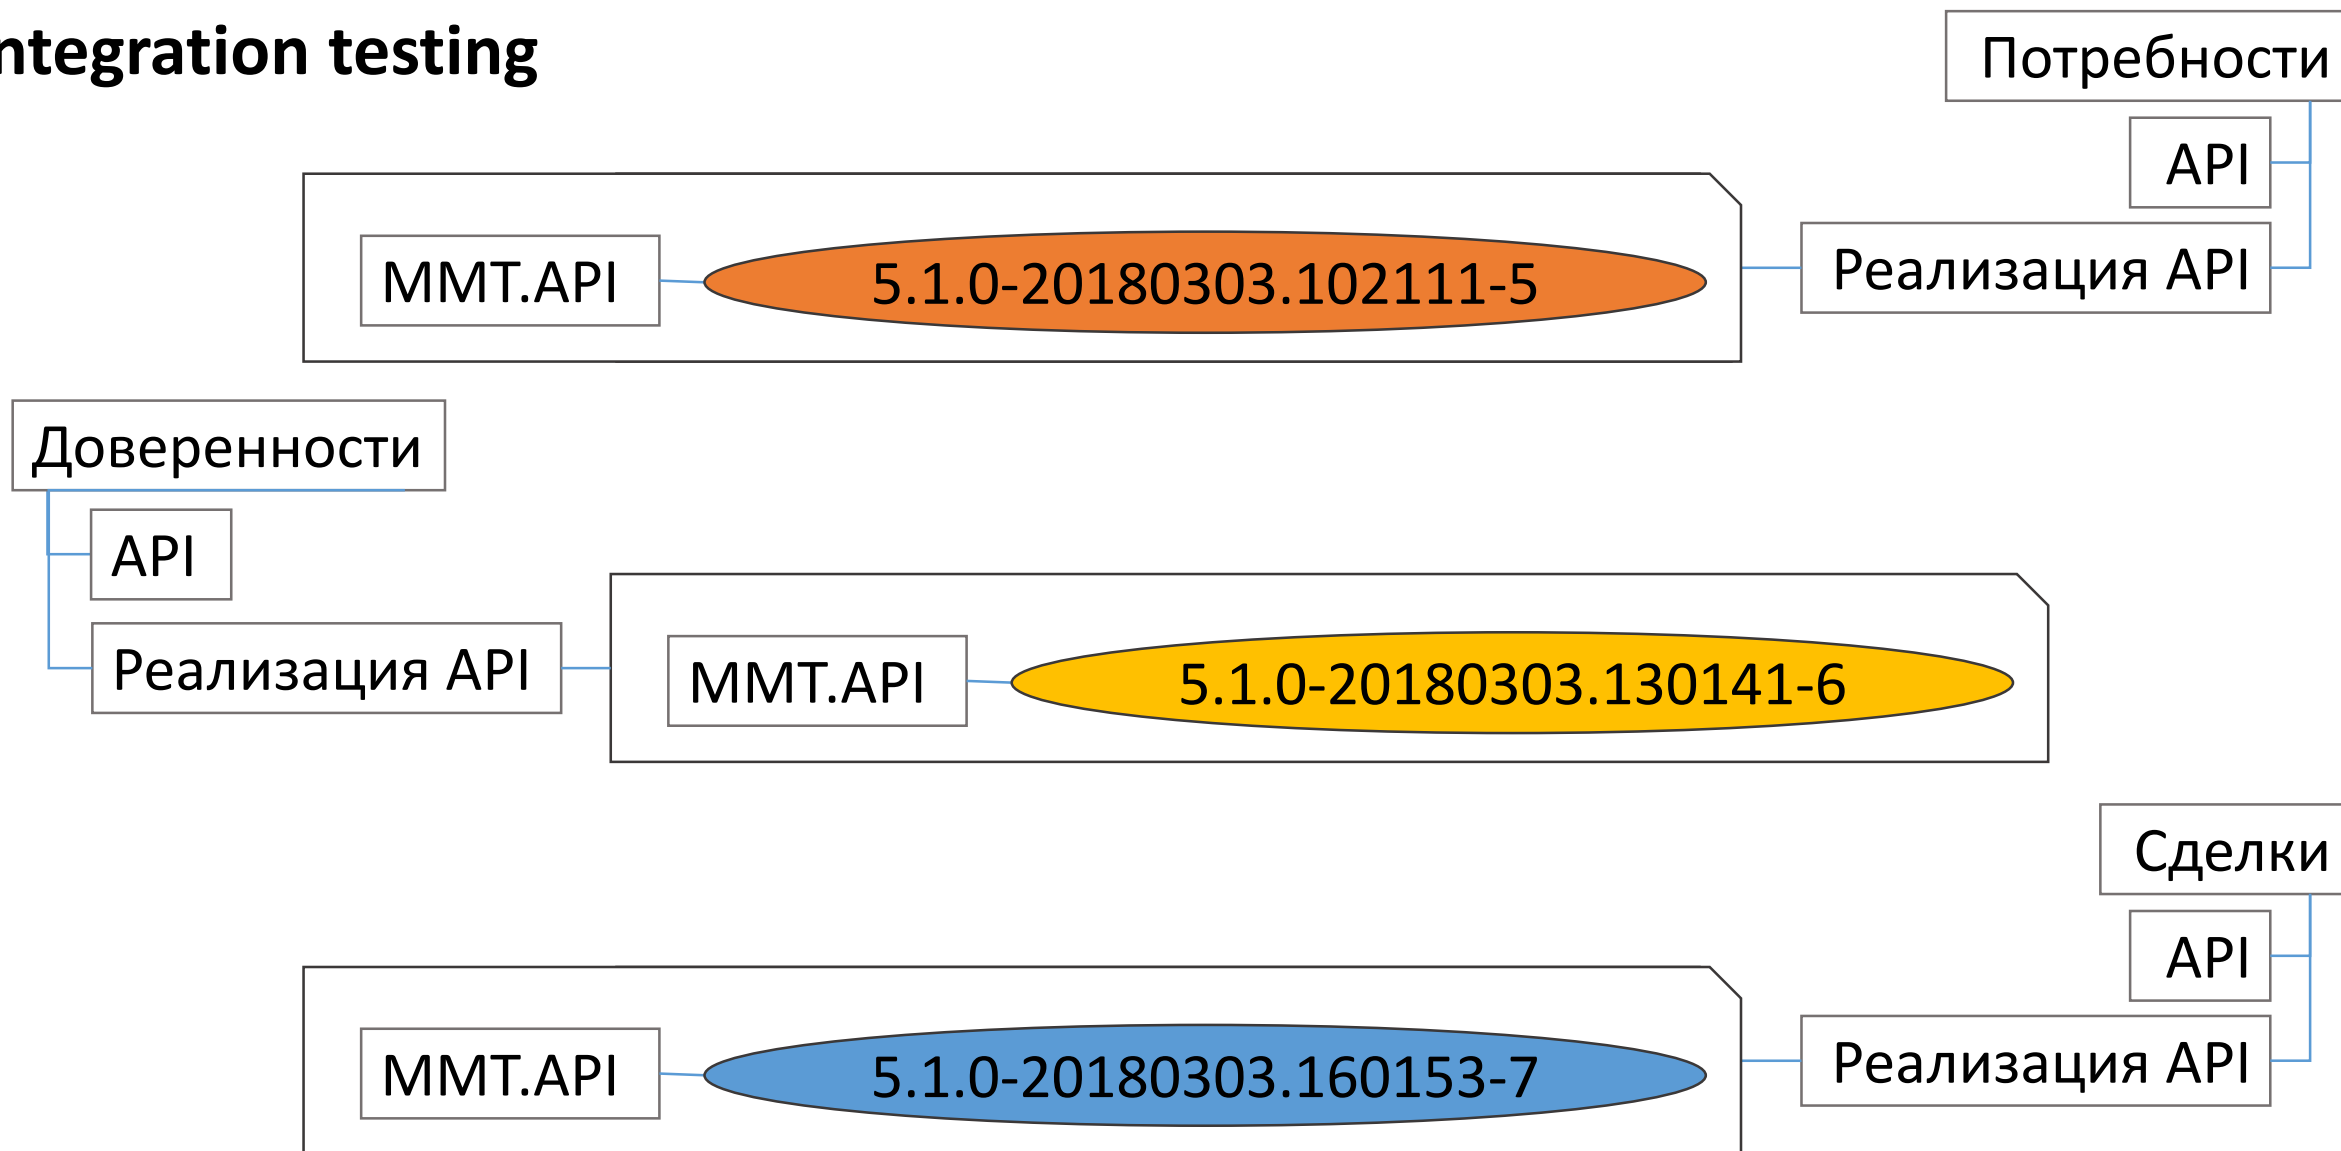 ntegration testing
Потребности
API
MMT.API
5.1.0-20180303.102111-5
Реализация API
Доверенности
API
Реализация API
MMT.API
5.1.0-20180303.130141-6
Сделки
API
MMT.API
5.1.0-20180303.160153-7
Реализация API